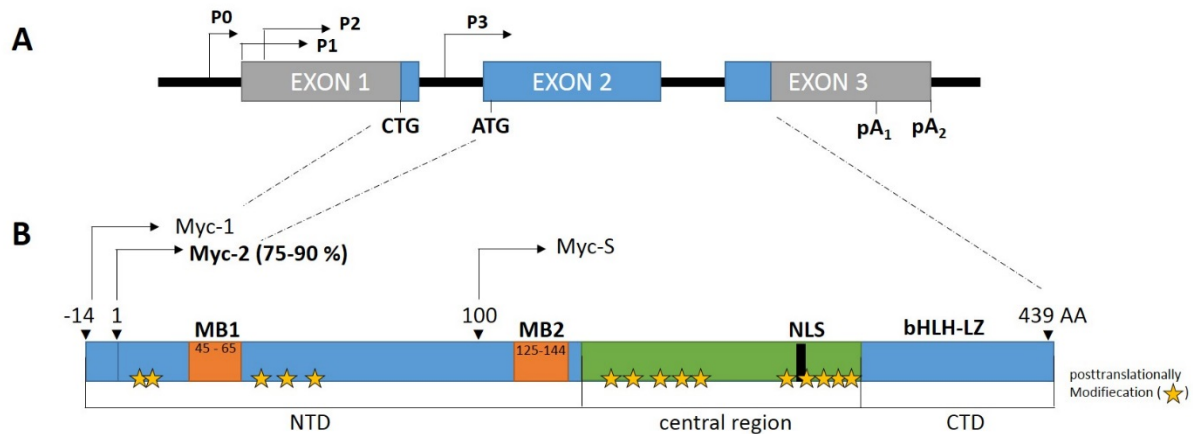 A
P0
P2
P1
P3
EXON 1
EXON 2
EXON 3
CTG
ATG
pA₁
pA₂
B
Myc-1
Myc-2 (75-90 %)
Myc-S
-14
1
100
439 AA
MB1
MB2
NLS
bHLH-LZ
45 - 65
125-144
posttranslationally
Modifiecation ( )
NTD
central region
CTD